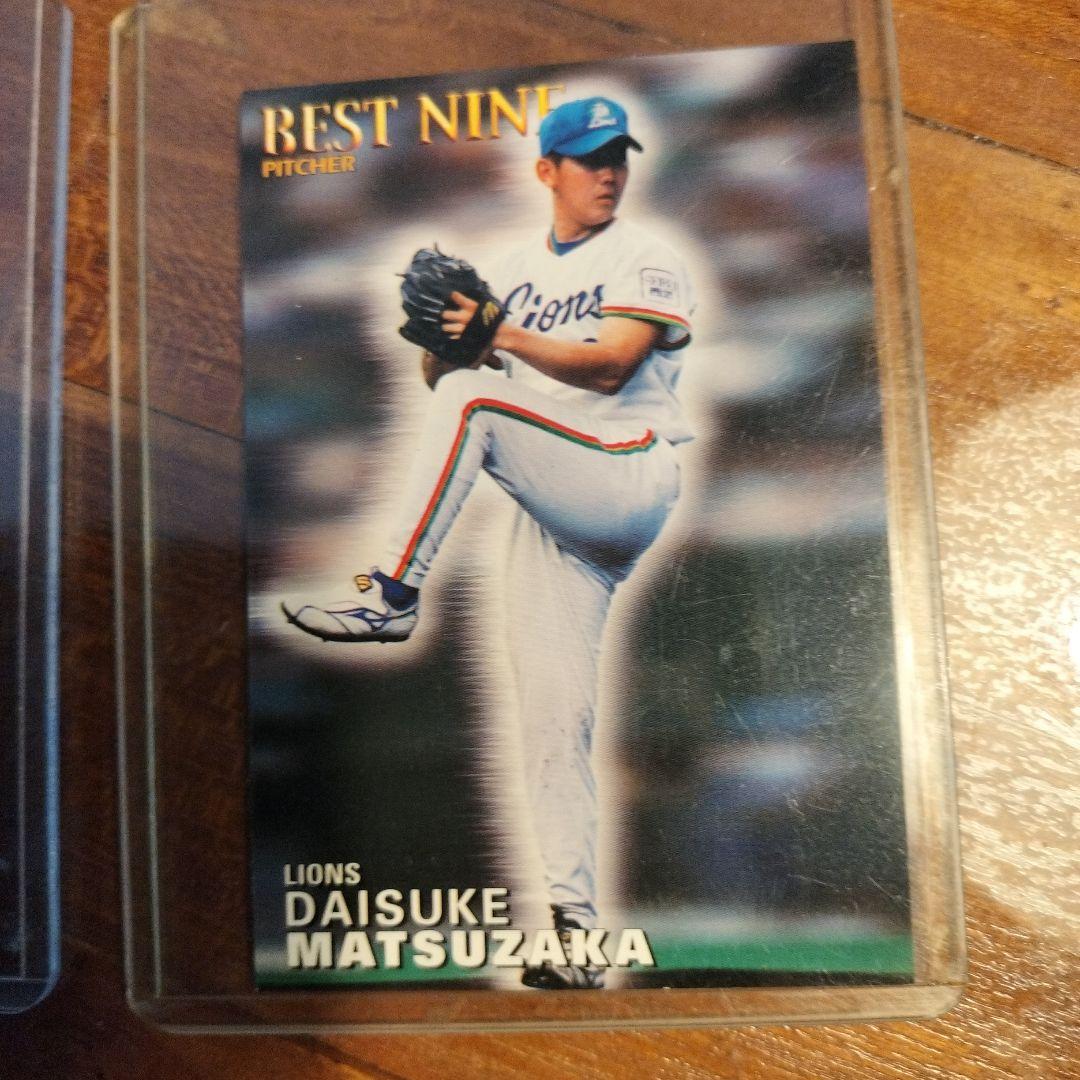 BEST NINE
PITCHER
Lions
LIONS
DAISUKE
MATSUZAKA